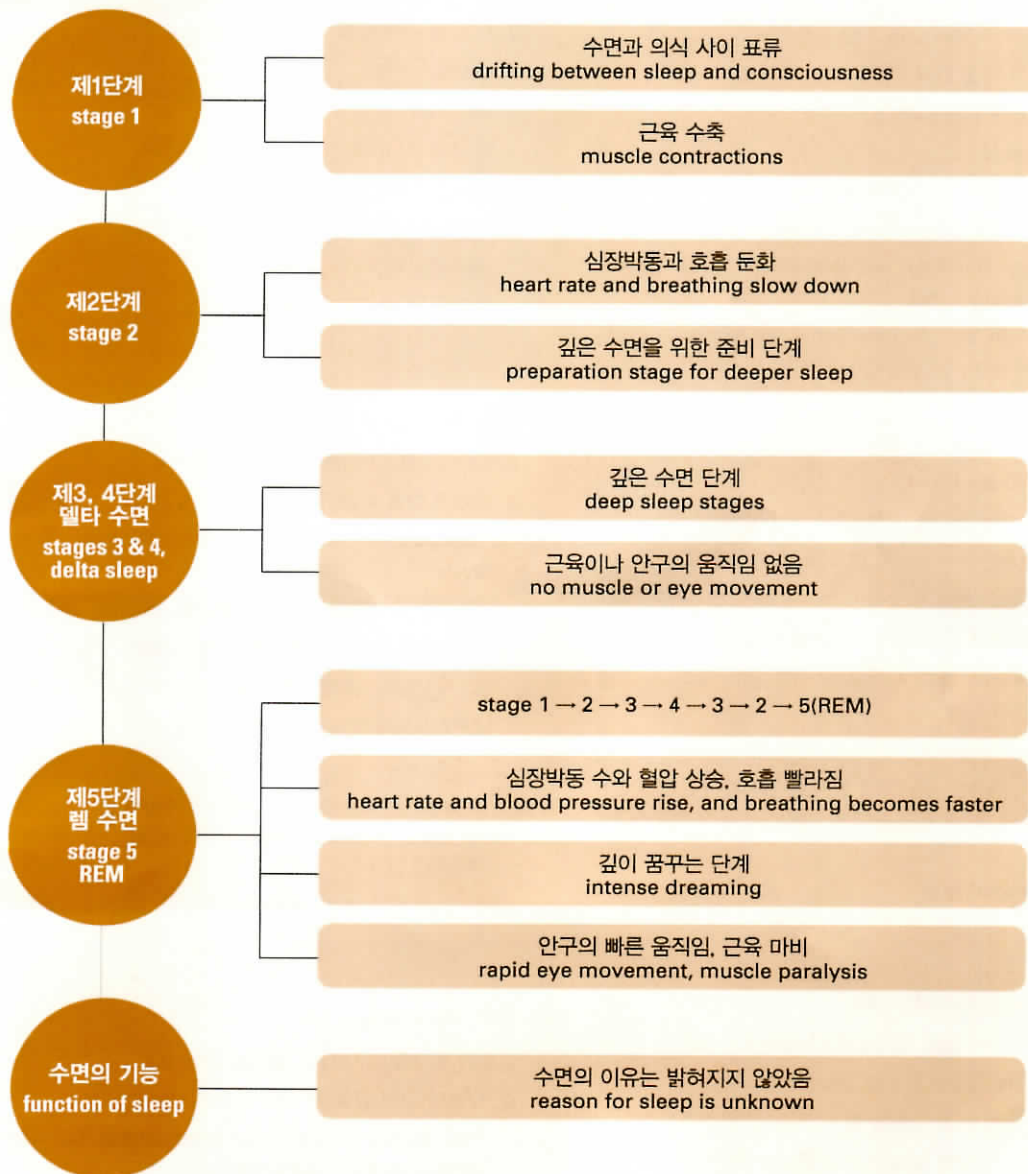 제1단계
stage 1
수면과 의식 사이 표류
drifting between sleep and consciousness
근육 수축
muscle contractions
제2단계
stage 2
심장박동과 호흡 둔화
heart rate and breathing slow down
깊은 수면을 위한 준비 단계
preparation stage for deeper sleep
제3, 4단계
델타 수면
stages 3 & 4,
delta sleep
깊은 수면 단계
deep sleep stages
근육이나 안구의 움직임 없음
no muscle or eye movement
제5단계
렘 수면
stage 5
REM
stage 1 → 2 → 3 → 4 → 3 → 2 → 5(REM)
심장박동 수와 혈압 상승, 호흡 빨라짐
heart rate and blood pressure rise, and breathing becomes faster
깊이 꿈꾸는 단계
intense dreaming
안구의 빠른 움직임, 근육 마비
rapid eye movement, muscle paralysis
수면의 기능
function of sleep
수면의 이유는 밝혀지지 않았음
reason for sleep is unknown